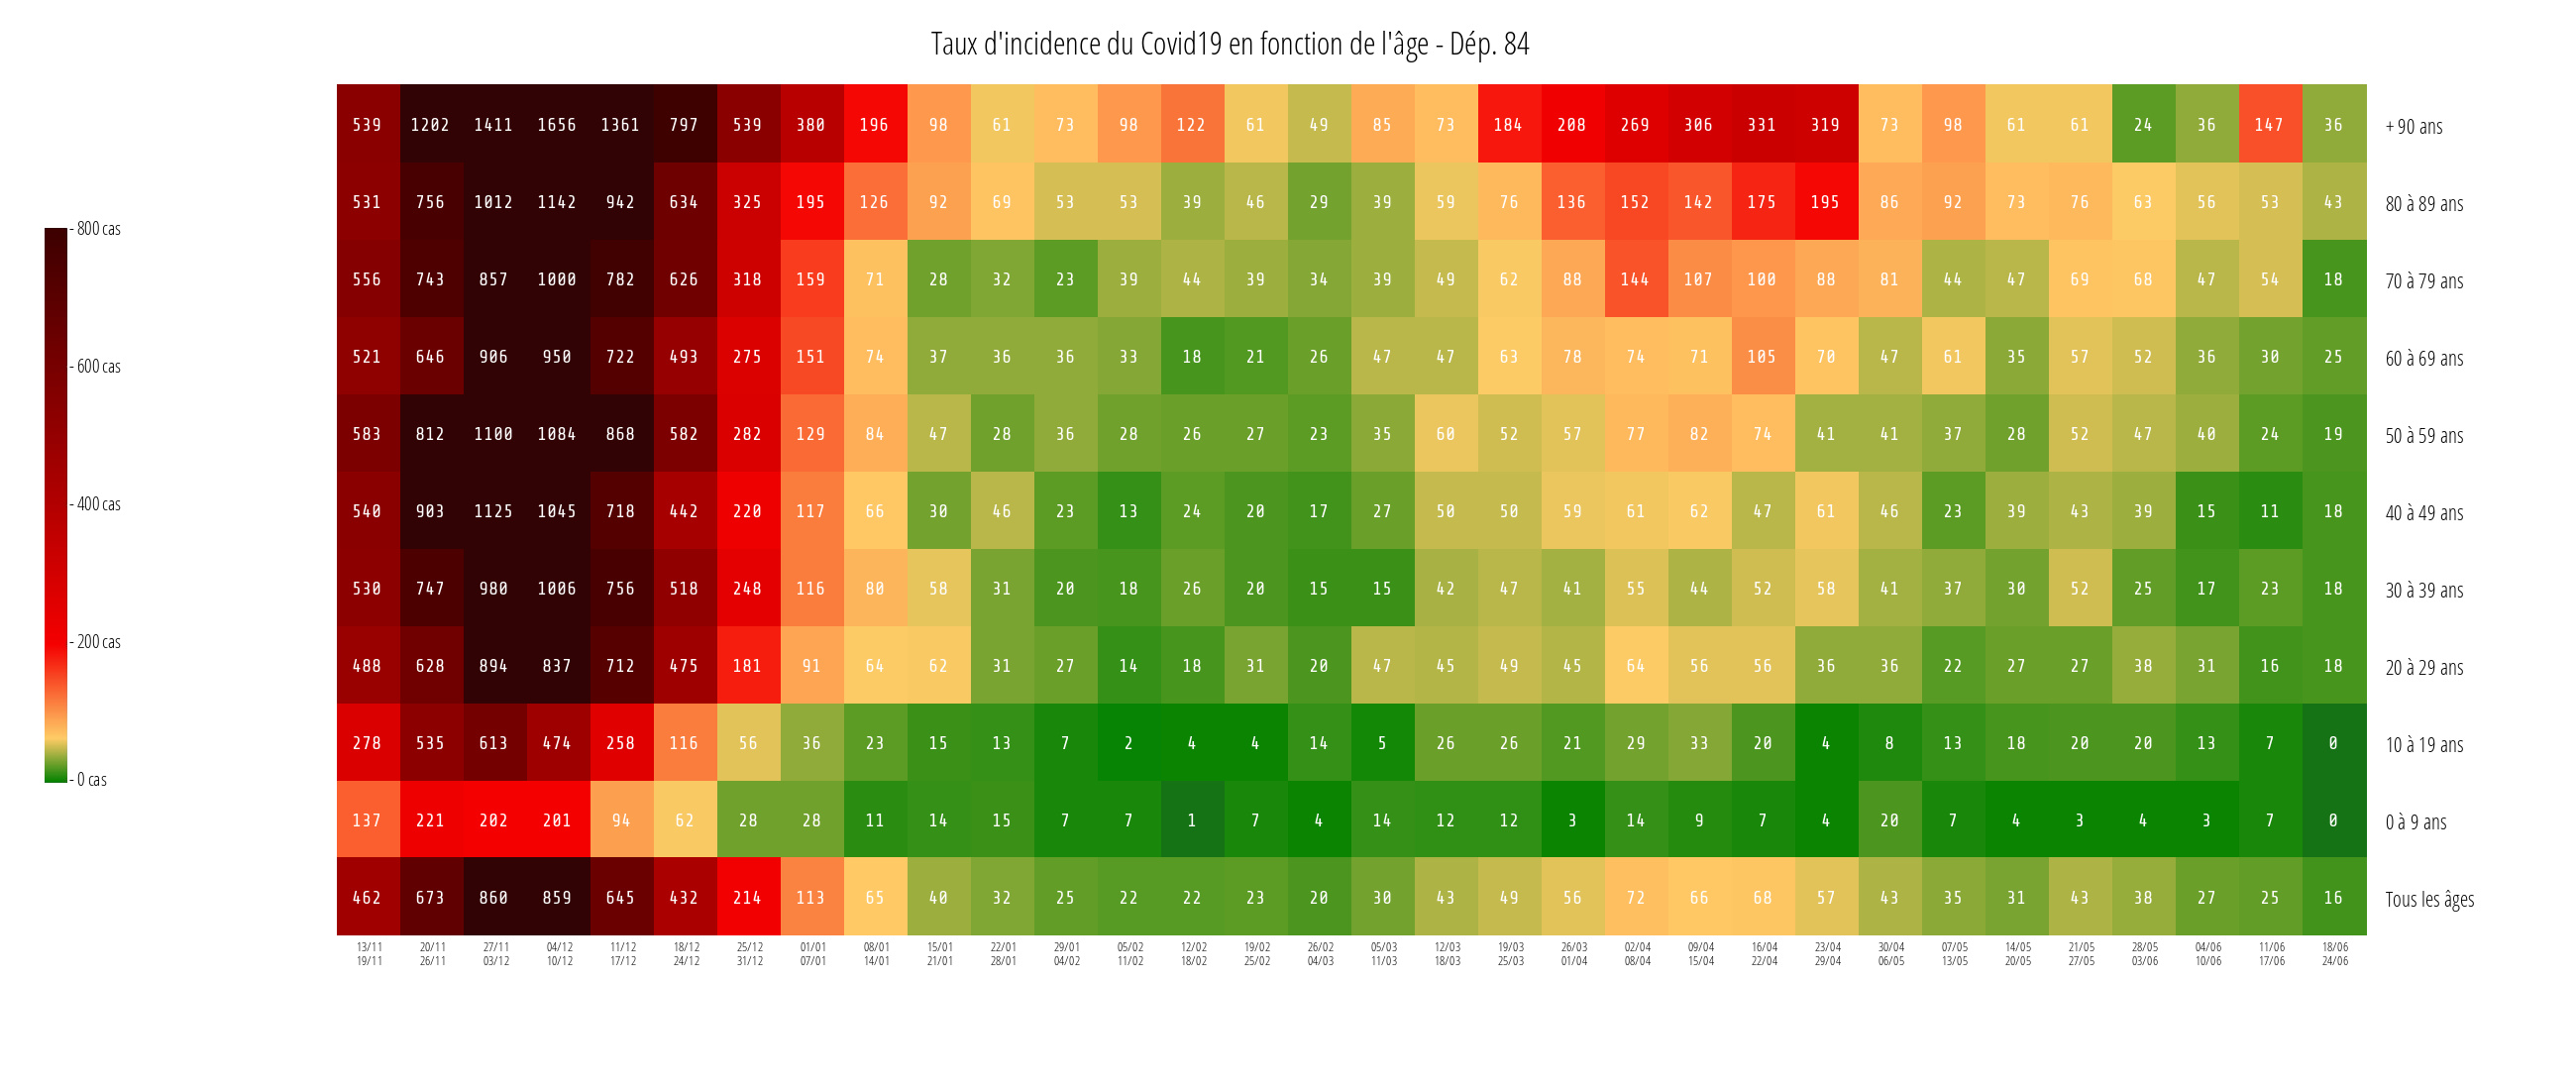 Taux d'incidence du Covid19 en fonction de l'âge - Dép. 84
539 1202 1411 1656 1361 797 539 380 196 98 61 73 98 122 61 49 85 73 184 208 269 306 331 319 73 98 61 61 24 36 147 36 + 90 ans
531 756 1012 1142 942 634 325 195 126 92 69 53 53 39 46 29 39 59 76 136 152 142 175 195 86 92 73 76 63 56 53 43 80 à 89 ans
- 800 cas
556 743 857 1000 782 626 318 159 71 28 32 23 39 44 39 34 39 49 62 88 144 107 100 88 81 44 47 69 68 47 54 18 70 à 79 ans
521 646 906 950 722 493 275 151 74 37 36 36 33 18 21 26 47 47 63 78 74 71 105 70 47 61 35 57 52 36 30 25 60 à 69 ans
- 600 cas
583 812 1100 1084 868 582 282 129 84 47 28 36 28 26 27 23 35 60 52 57 77 82 74 41 41 37 28 52 47 40 24 19 50 à 59 ans
- 400 cas
540 903 1125 1045 718 442 220 117 66 30 46 23 13 24 20 17 27 50 50 59 61 62 47 61 46 23 39 43 39 15 11 18 40 à 49 ans
530 747 980 1006 756 518 248 116 80 58 31 20 18 26 20 15 15 42 47 41 55 44 52 58 41 37 30 52 25 17 23 18 30 à 39 ans
- 200 cas
488 628 894 837 712 475 181 91 64 62 31 27 14 18 31 20 47 45 49 45 64 56 56 36 36 22 27 27 38 31 16 18 20 à 29 ans
278 535 613 474 258 116 56 36 23 15 13 7 2 4 4 14 5 26 26 21 29 33 20 4 8 13 18 20 20 13 7 0 10 à 19 ans
- 0 cas
137 221 202 201 94 62 28 28 11 14 15 7 7 1 7 4 14 12 12 3 14 9 7 4 20 7 4 3 4 3 7 0 0 à 9 ans
462 673 860 859 645 432 214 113 65 40 32 25 22 22 23 20 30 43 49 56 72 66 68 57 43 35 31 43 38 27 25 16 Tous les âges
13/11 20/11 27/11 04/12 11/12 18/12 25/12 01/01 08/01 15/01 22/01 29/01 05/02 12/02 19/02 26/02 05/03 12/03 19/03 26/03 02/04 09/04 16/04 23/04 30/04 07/05 14/05 21/05 28/05 04/06 11/06 18/06
19/11 26/11 03/12 10/12 17/12 24/12 31/12 07/01 14/01 21/01 28/01 04/02 11/02 18/02 25/02 04/03 11/03 18/03 25/03 01/04 08/04 15/04 22/04 29/04 06/05 13/05 20/05 27/05 03/06 10/06 17/06 24/06